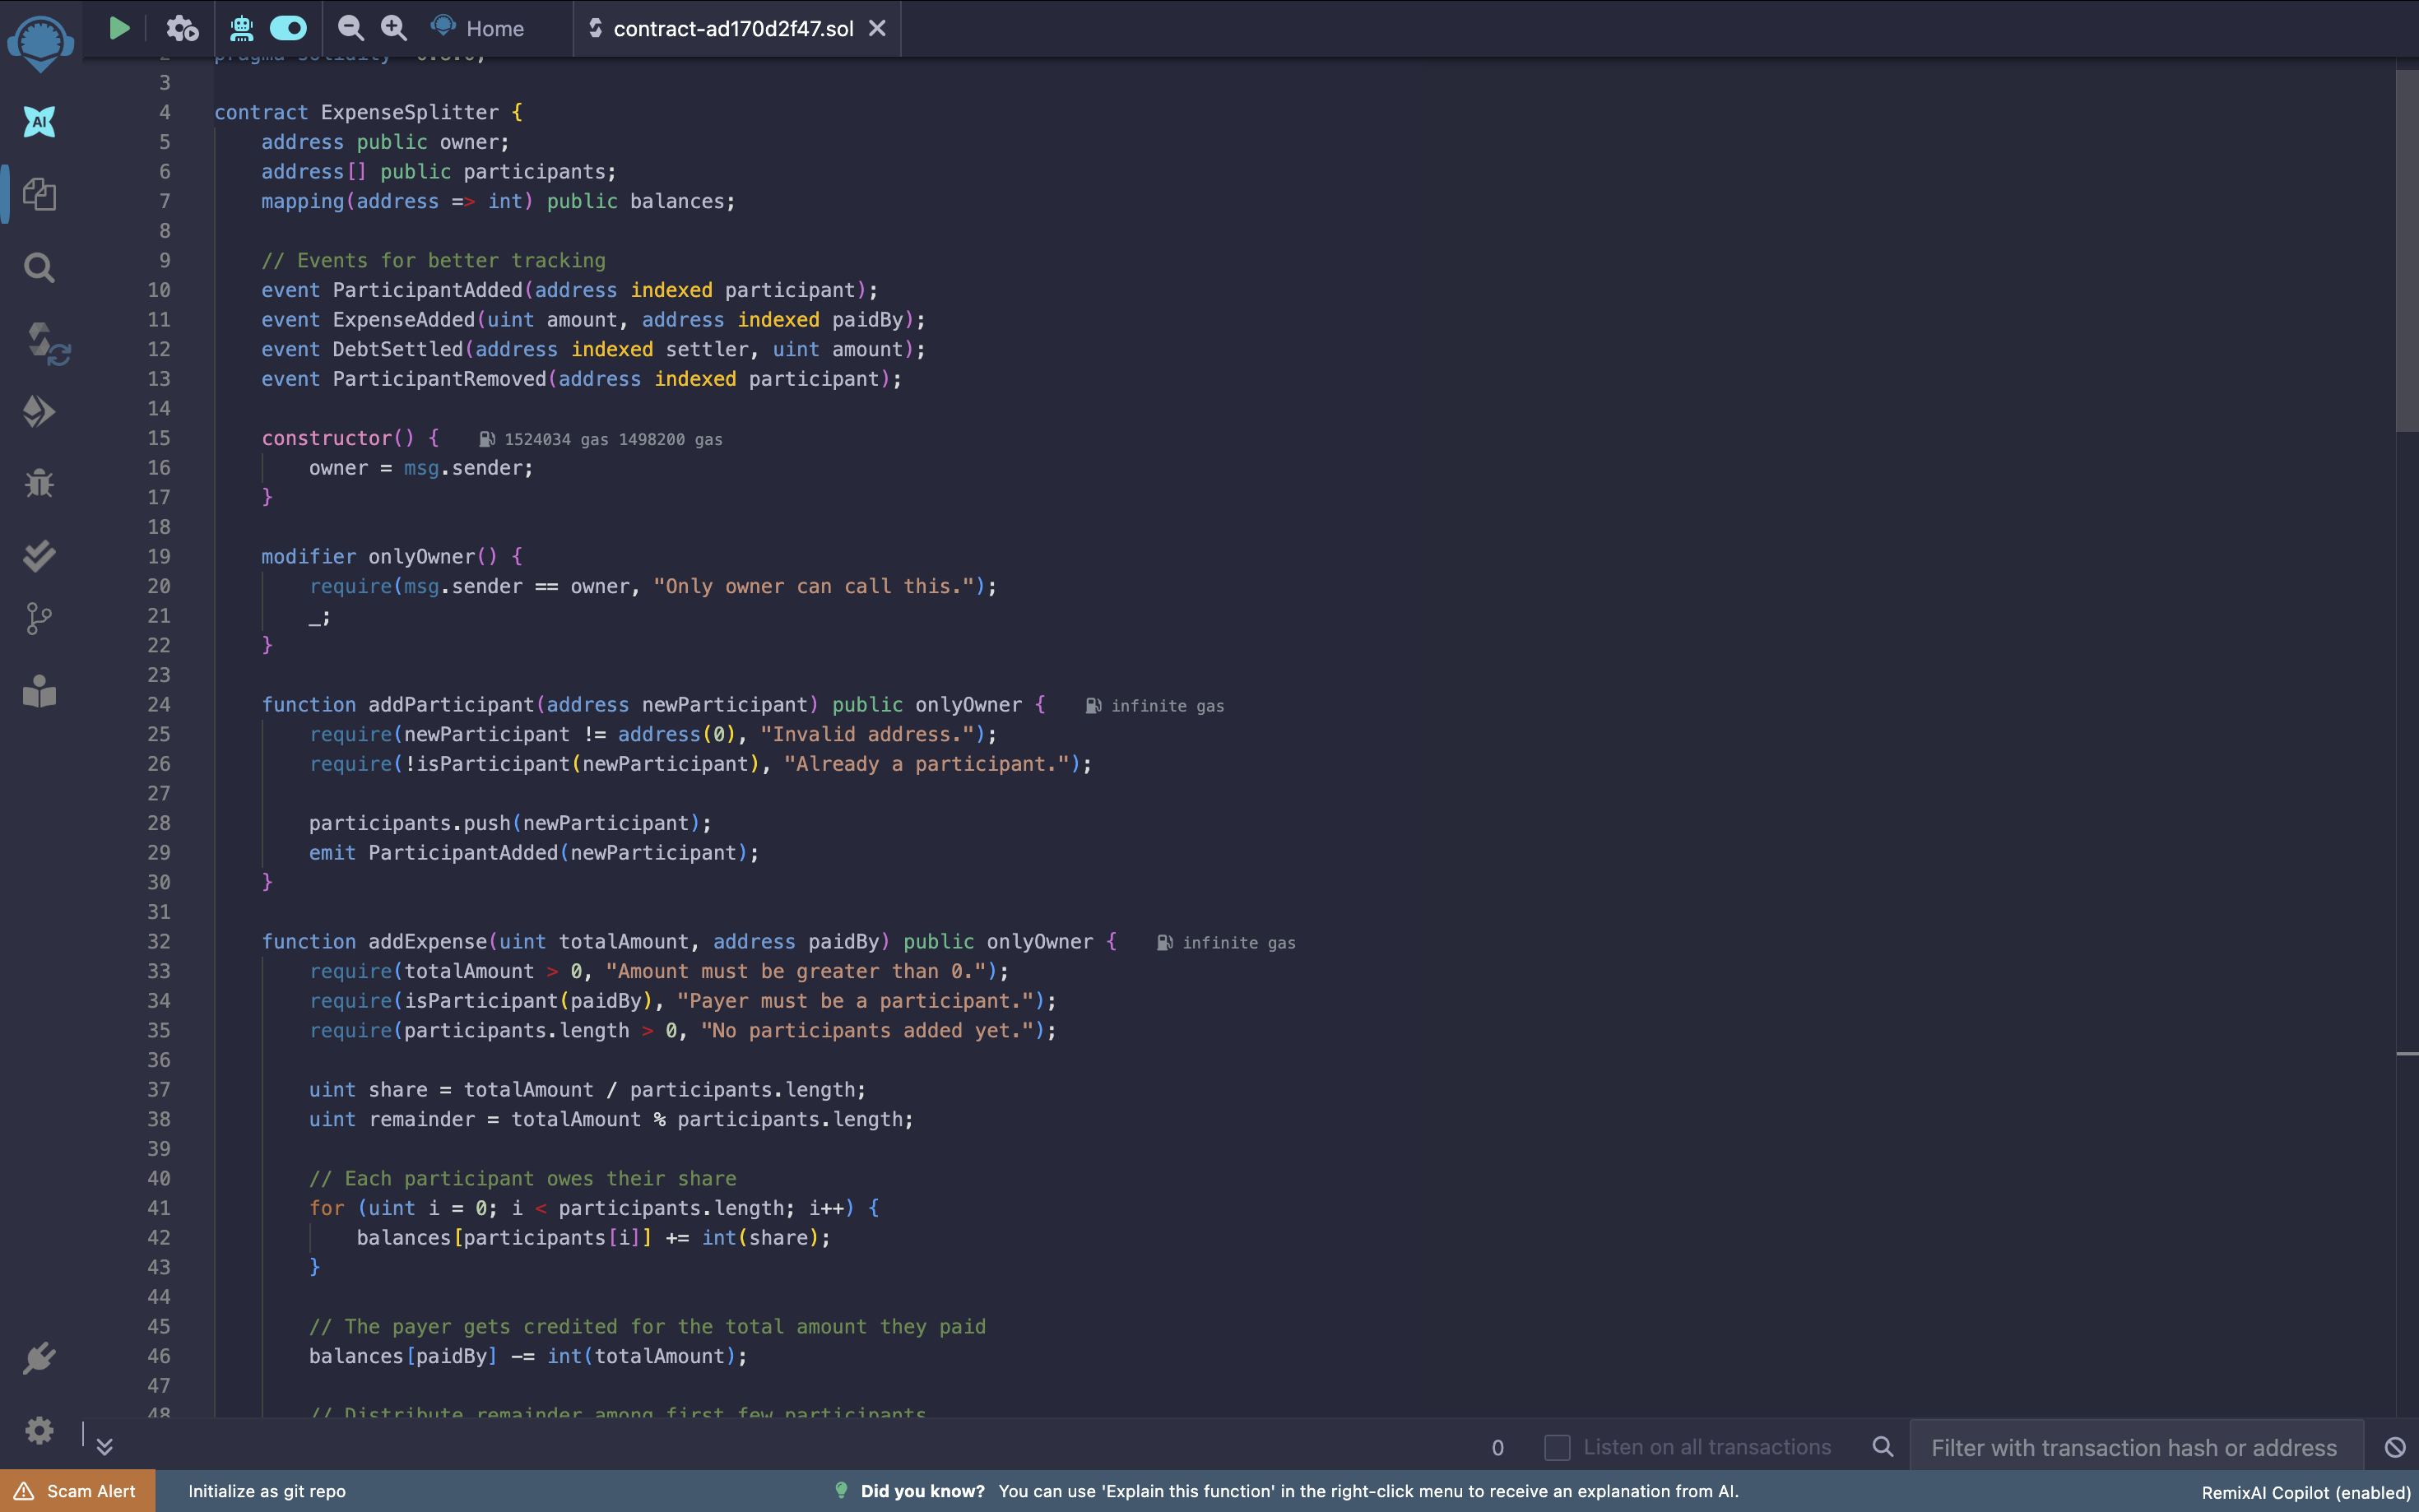 Home
contract-ad170d2f47.sol
AI
2 pragma solidity ^0.8.0;
3
4 contract ExpenseSplitter {
5 address public owner;
6 address[] public participants;
7 mapping(address => int) public balances;
8
9 // Events for better tracking
10 event ParticipantAdded(address indexed participant);
11 event ExpenseAdded(uint amount, address indexed paidBy);
12 event DebtSettled(address indexed settler, uint amount);
13 event ParticipantRemoved(address indexed participant);
14
15 constructor() { 1524034 gas 1498200 gas
16 owner = msg.sender;
17 }
18
19 modifier onlyOwner() {
20 require(msg.sender == owner, "Only owner can call this.");
21 _;
22 }
23
24 function addParticipant(address newParticipant) public onlyOwner { infinite gas
25 require(newParticipant != address(0), "Invalid address.");
26 require(!isParticipant(newParticipant), "Already a participant.");
27
28 participants.push(newParticipant);
29 emit ParticipantAdded(newParticipant);
30 }
31
32 function addExpense(uint totalAmount, address paidBy) public onlyOwner { infinite gas
33 require(totalAmount > 0, "Amount must be greater than 0.");
34 require(isParticipant(paidBy), "Payer must be a participant.");
35 require(participants.length > 0, "No participants added yet.");
36
37 uint share = totalAmount / participants.length;
38 uint remainder = totalAmount % participants.length;
39
40 // Each participant owes their share
41 for (uint i = 0; i < participants.length; i++) {
42 balances[participants[i]] += int(share);
43 }
44
45 // The payer gets credited for the total amount they paid
46 balances[paidBy] -= int(totalAmount);
47
48 // Distribute remainder among first few participants
0 Listen on all transactions Filter with transaction hash or address
Scam Alert Initialize as git repo Did you know? You can use 'Explain this function' in the right-click menu to receive an explanation from AI. RemixAI Copilot (enabled)